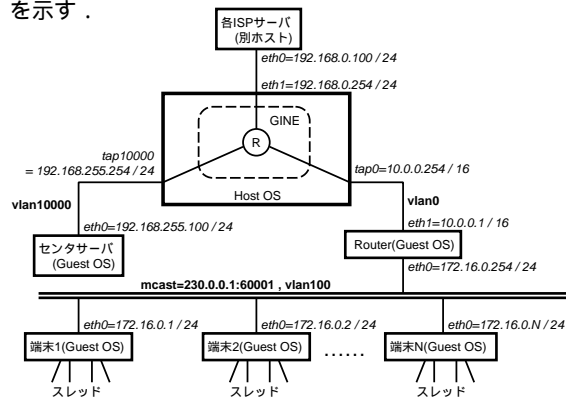 を示す．
各ISPサーバ
(別ホスト)
eth0=192.168.0.100 / 24
eth1=192.168.0.254 / 24
GINE
R
tap10000
= 192.168.255.254 / 24
tap0=10.0.0.254 / 16
Host OS
vlan10000
vlan0
eth0=192.168.255.100 / 24
eth1=10.0.0.1 / 16
センタサーバ
(Guest OS)
Router(Guest OS)
eth0=172.16.0.254 / 24
mcast=230.0.0.1:60001 , vlan100
eth0=172.16.0.1 / 24
eth0=172.16.0.2 / 24
eth0=172.16.0.N / 24
端末1(Guest OS)
端末2(Guest OS)
......
端末N(Guest OS)
スレッド
スレッド
スレッド